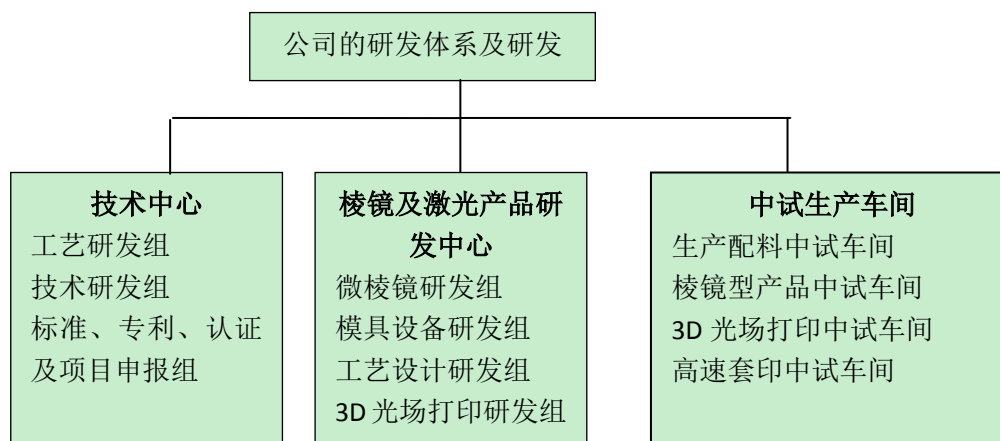 公司的研发体系及研发
技术中心
工艺研发组
技术研发组
标准、专利、认证
及项目申报组
棱镜及激光产品研
发中心
微棱镜研发组
模具设备研发组
工艺设计研发组
3D 光场打印研发组
中试生产车间
生产配料中试车间
棱镜型产品中试车间
3D 光场打印中试车间
高速套印中试车间